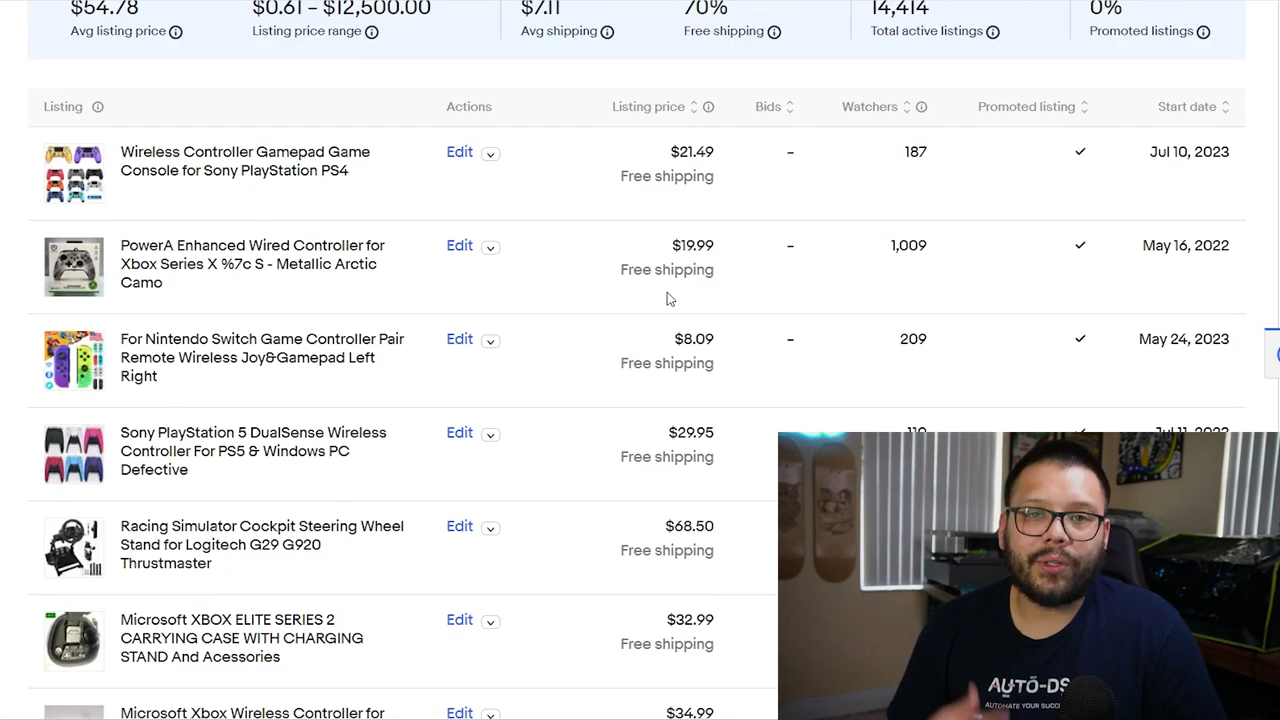 $54.78
$0.61 – $12,500.00
$7.11
70%
14,414
0%
Avg listing price
Listing price range
Avg shipping
Free shipping
Total active listings
Promoted listings
Listing
Actions
Listing price
Bids
Watchers
Promoted listing
Start date
Wireless Controller Gamepad Game
Console for Sony PlayStation PS4
Edit
$21.49
Free shipping
–
187
Jul 10, 2023
PowerA Enhanced Wired Controller for
Xbox Series X %7c S - Metallic Arctic
Camo
Edit
$19.99
Free shipping
–
1,009
May 16, 2022
For Nintendo Switch Game Controller Pair
Remote Wireless Joy&Gamepad Left
Right
Edit
$8.09
Free shipping
–
209
May 24, 2023
Sony PlayStation 5 DualSense Wireless
Controller For PS5 & Windows PC
Defective
Edit
$29.95
Free shipping
Racing Simulator Cockpit Steering Wheel
Stand for Logitech G29 G920
Thrustmaster
Edit
$68.50
Free shipping
Microsoft XBOX ELITE SERIES 2
CARRYING CASE WITH CHARGING
STAND And Acessories
Edit
$32.99
Free shipping
Microsoft Xbox Wireless Controller for
Edit
$34.99
AUTO-DS
AUTOMATE YOUR SUCC